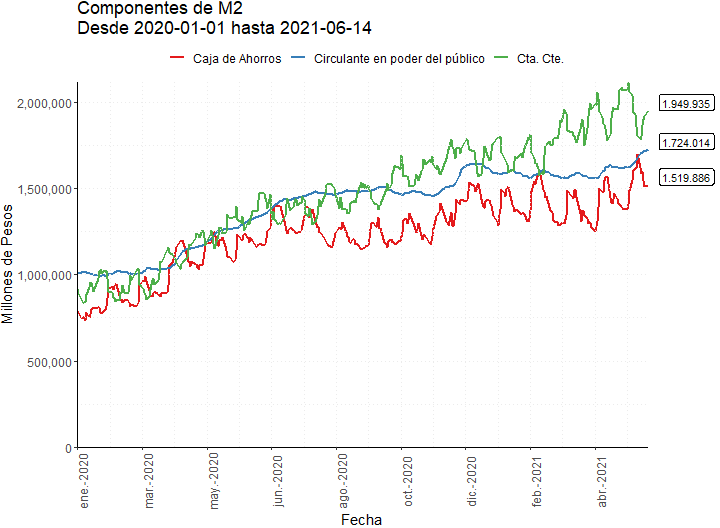 Componentes de M2
Desde 2020-01-01 hasta 2021-06-14
Caja de Ahorros Circulante en poder del público Cta. Cte.
Millones de Pesos
2,000,000
1,500,000
1,000,000
500,000
0
1.949.935
1.724.014
1.519.886
ene.-2020
mar.-2020
may.-2020
jun.-2020
ago.-2020
oct.-2020
dic.-2020
feb.-2021
abr.-2021
Fecha